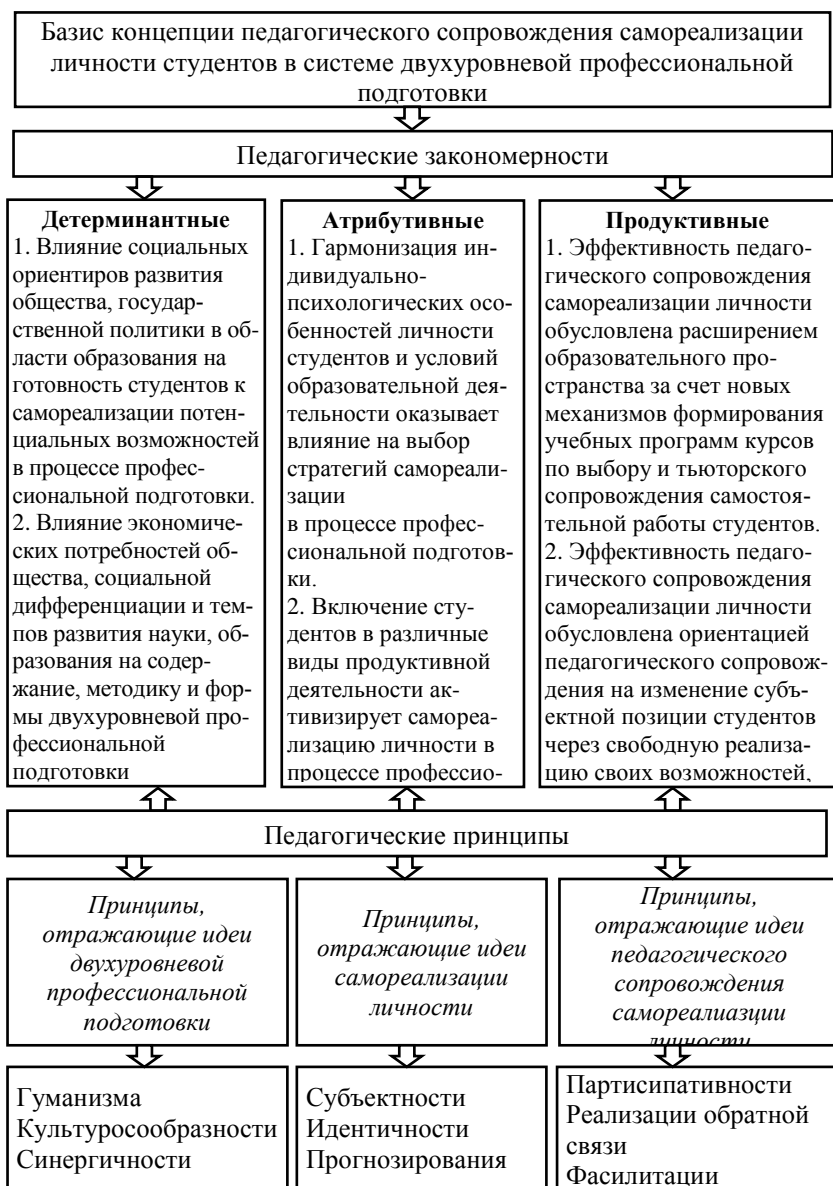 Базис концепции педагогического сопровождения самореализации
личности студентов в системе двухуровневой профессиональной
подготовки
Педагогические закономерности
Детерминантные
1. Влияние социальных
ориентиров развития
общества, государ-
ственной политики в об-
ласти образования на
готовность студентов к
самореализации потен-
циальных возможностей
в процессе профес-
сиональной подготовки.
2. Влияние экономиче-
ских потребностей об-
щества, социальной
дифференциации и тем-
пов развития науки, об-
разования на содер-
жание, методику и фор-
мы двухуровневой про-
фессиональной
подготовки
Атрибутивные
1. Гармонизация ин-
дивидуально-
психологических осо-
бенностей личности
студентов и условий
образовательной дея-
тельности оказывает
влияние на выбор
стратегий самореали-
зации
в процессе профес-
сиональной подготов-
ки.
2. Включение сту-
дентов в различные
виды продуктивной
деятельности ак-
тивизирует самореа-
лизацию личности в
процессе профессио-
Продуктивные
1. Эффективность педаго-
гического сопровождения
самореализации личности
обусловлена расширением
образовательного про-
странства за счет новых
механизмов формирования
учебных программ курсов
по выбору и тьюторского
сопровождения самостоя-
тельной работы студентов.
2. Эффективность педаго-
гического сопровождения
самореализации личности
обусловлена ориентацией
педагогического сопровож-
дения на изменение субъ-
ектной позиции студентов
через свободную реализа-
цию своих возможностей,
Педагогические принципы
Принципы,
отражающие идеи
двухуровневой
профессиональной
подготовки
Принципы,
отражающие идеи
самореализации
личности
Принципы,
отражающие идеи
педагогического
сопровождения
самореалиазции
личности
Гуманизма
Культуросообразности
Синергичности
Субъектности
Идентичности
Прогнозирования
Партисипативности
Реализации обратной
связи
Фасилитации